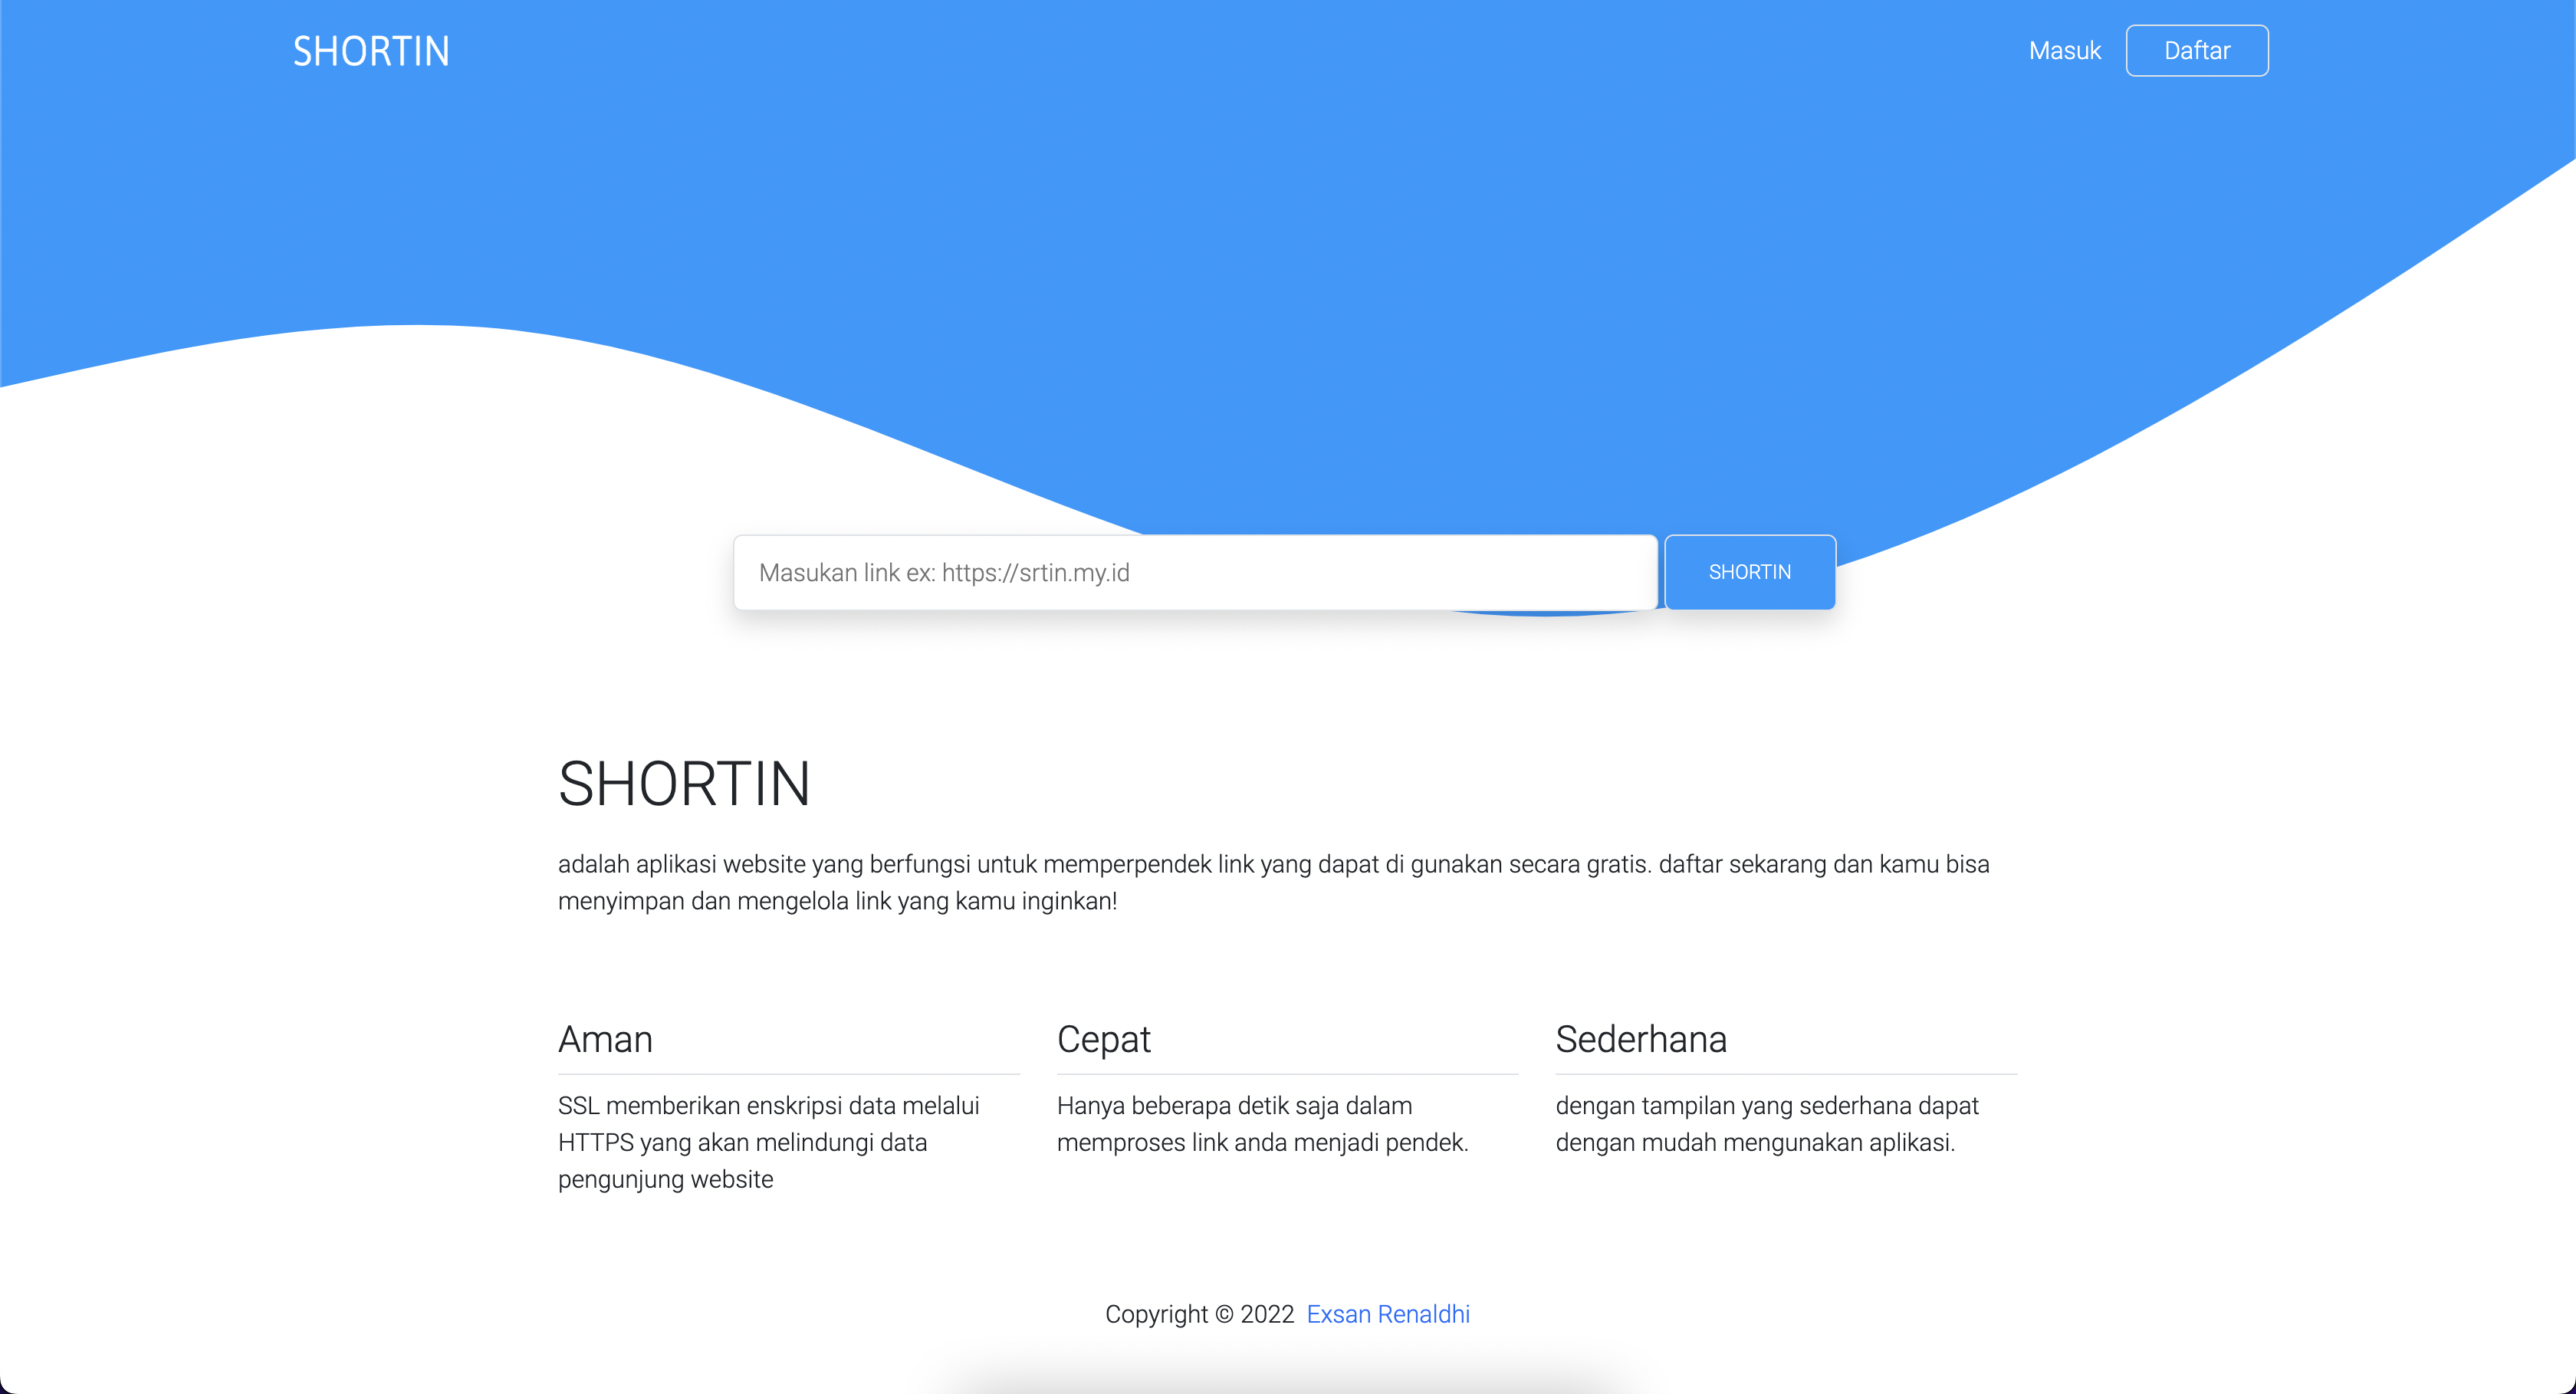 SHORTIN
Masuk
Daftar
Masukan link ex: https://srtin.my.id
SHORTIN
SHORTIN
adalah aplikasi website yang berfungsi untuk memperpendek link yang dapat di gunakan secara gratis. daftar sekarang dan kamu bisa
menyimpan dan mengelola link yang kamu inginkan!
Aman
SSL memberikan enskripsi data melalui
HTTPS yang akan melindungi data
pengunjung website
Cepat
Hanya beberapa detik saja dalam
memproses link anda menjadi pendek.
Sederhana
dengan tampilan yang sederhana dapat
dengan mudah mengunakan aplikasi.
Copyright © 2022 Exsan Renaldhi